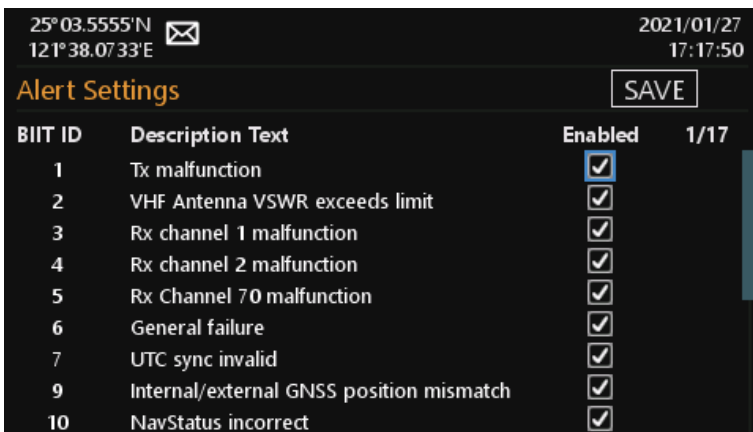 25°03.5555'N 2021/01/27
121°38.0733'E 17:17:50
Alert Settings SAVE
BIIT ID Description Text Enabled 1/17
1 Tx malfunction
2 VHF Antenna VSWR exceeds limit
3 Rx channel 1 malfunction
4 Rx channel 2 malfunction
5 Rx Channel 70 malfunction
6 General failure
7 UTC sync invalid
9 Internal/external GNSS position mismatch
10 NavStatus incorrect